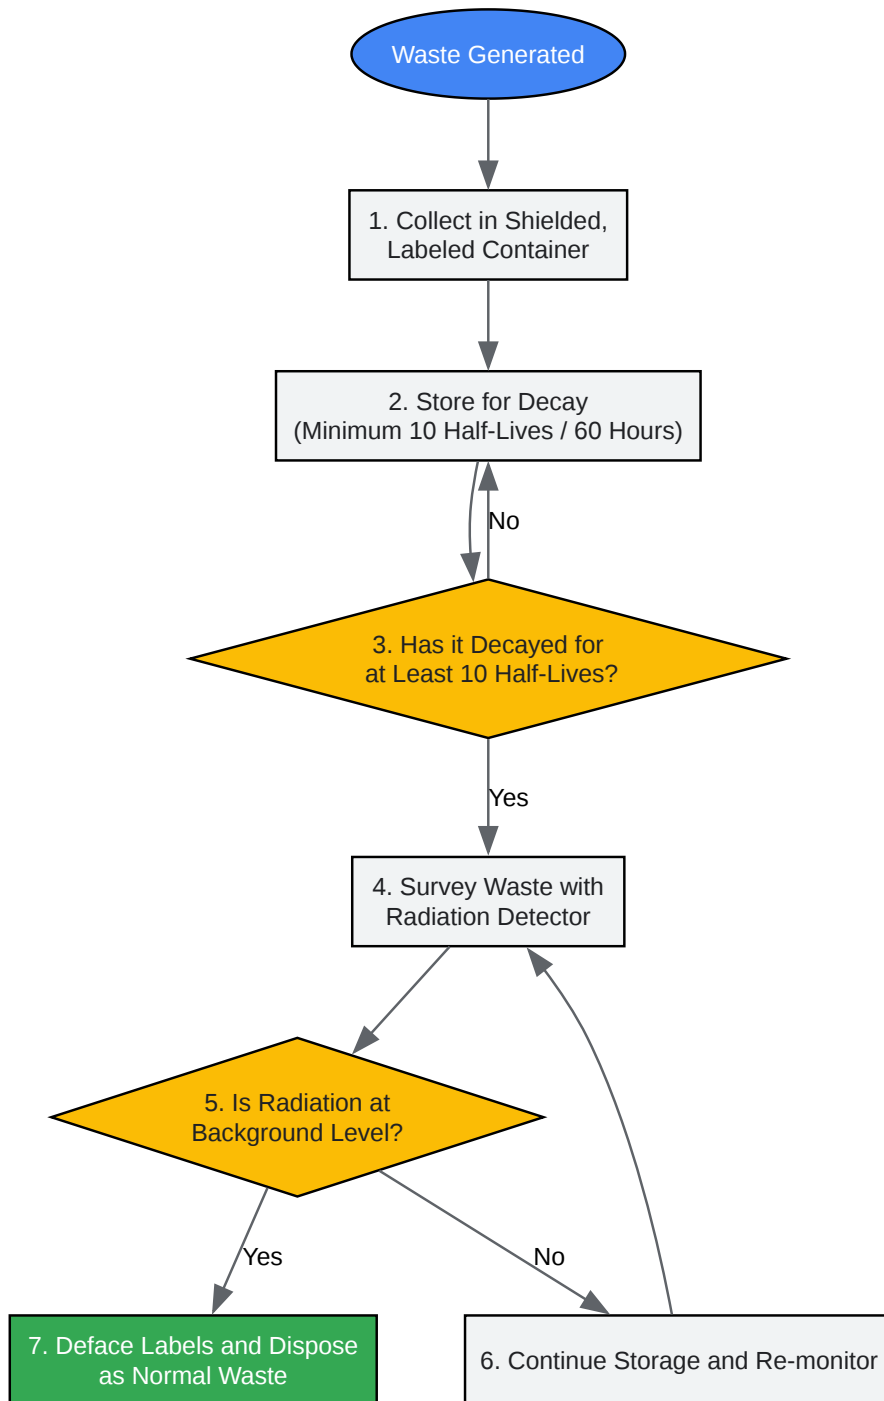 Waste Generated
1. Collect in Shielded,
Labeled Container
2. Store for Decay
(Minimum 10 Half-Lives / 60 Hours)
No
3. Has it Decayed for
at Least 10 Half-Lives?
Yes
4. Survey Waste with
Radiation Detector
5. Is Radiation at
Background Level?
Yes
No
7. Deface Labels and Dispose
as Normal Waste
6. Continue Storage and Re-monitor